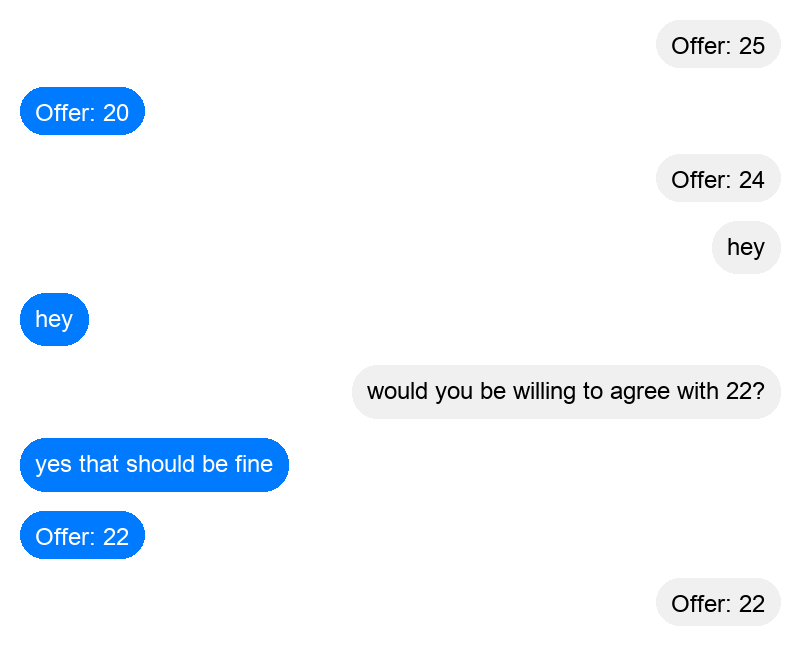 Offer: 25
Offer: 20
Offer: 24
hey
hey
would you be willing to agree with 22?
yes that should be fine
Offer: 22
Offer: 22